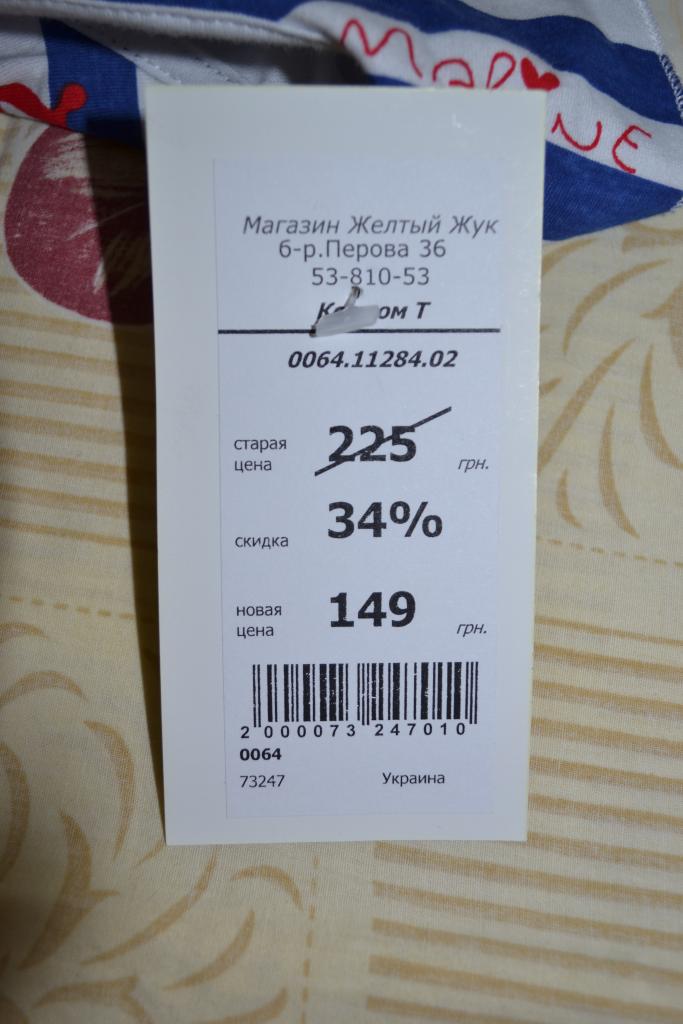 MARINE
Магазин Желтый Жук
б-р.Перова 36
53-810-53
Т
0064.11284.02
старая цена 225 грн.
скидка 34%
новая цена 149 грн.
2 000073 247010
0064
73247 Украина